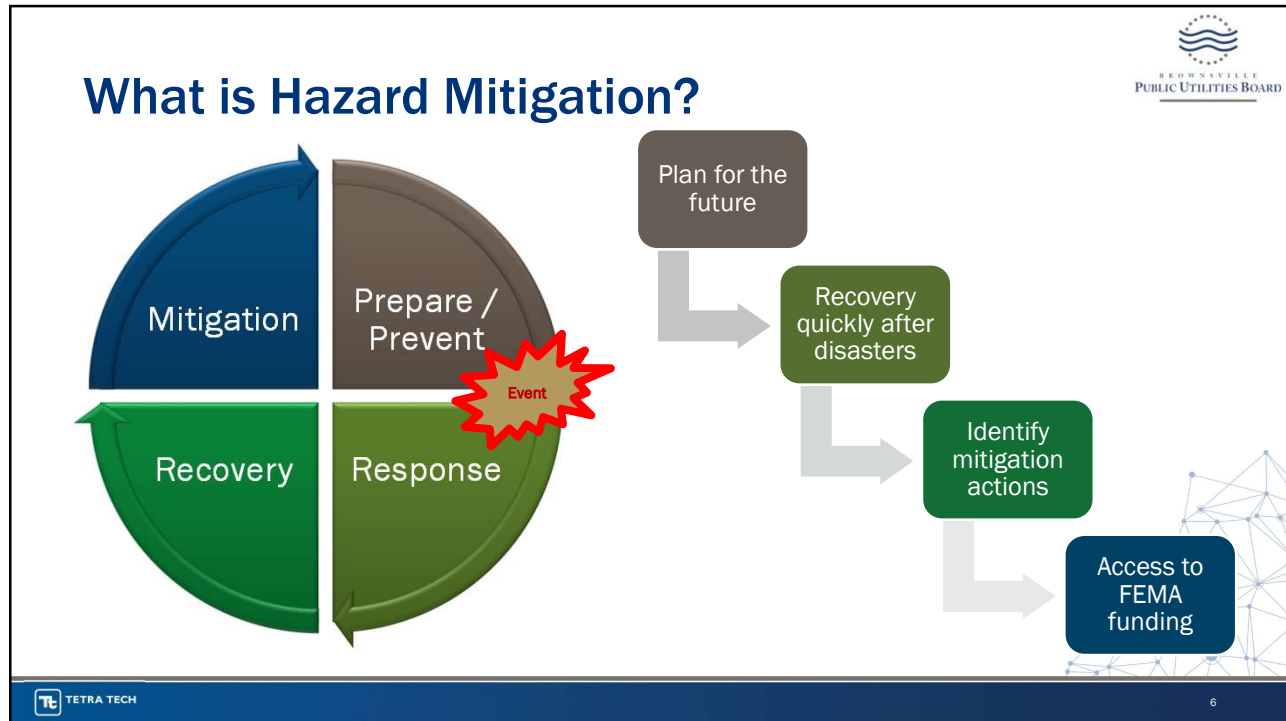 BROWNSVILLE
PUBLIC UTILITIES BOARD
What is Hazard Mitigation?
Mitigation
Prepare /
Prevent
Event
Recovery
Response
Plan for the
future
Recovery
quickly after
disasters
Identify
mitigation
actions
Access to
FEMA
funding
Tt TETRA TECH
6